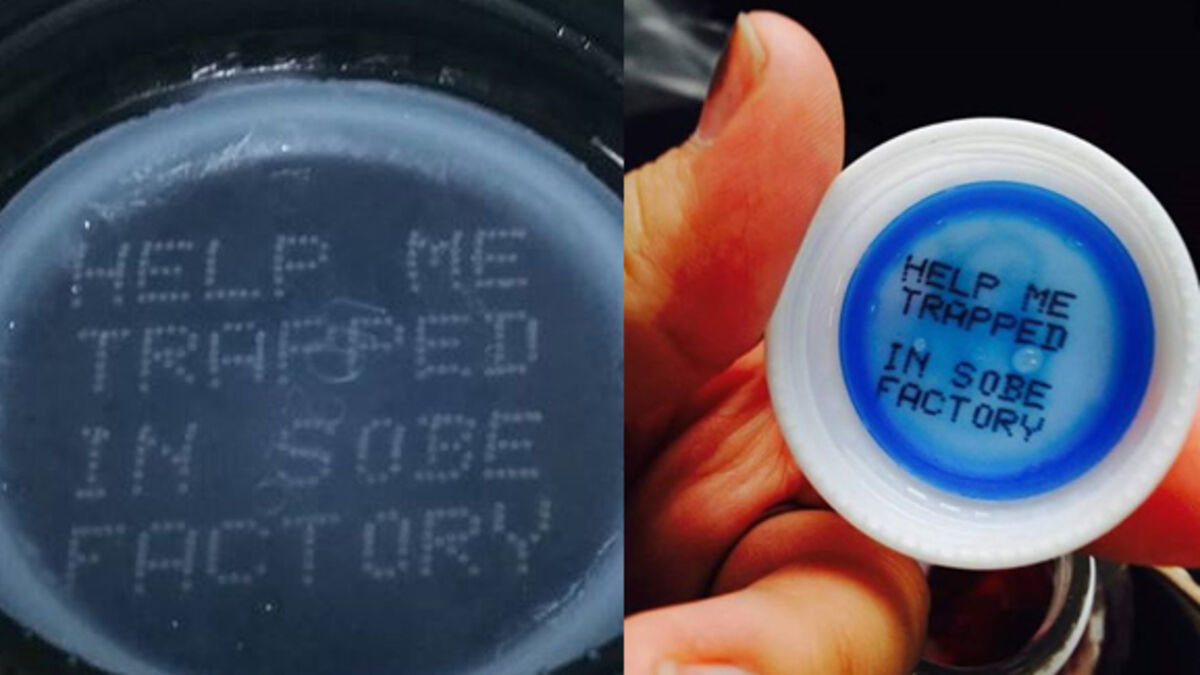 HELP ME
TRAPPED
IN SOBE
FACTORY
HELP ME
TRAPPED
IN SOBE
FACTORY